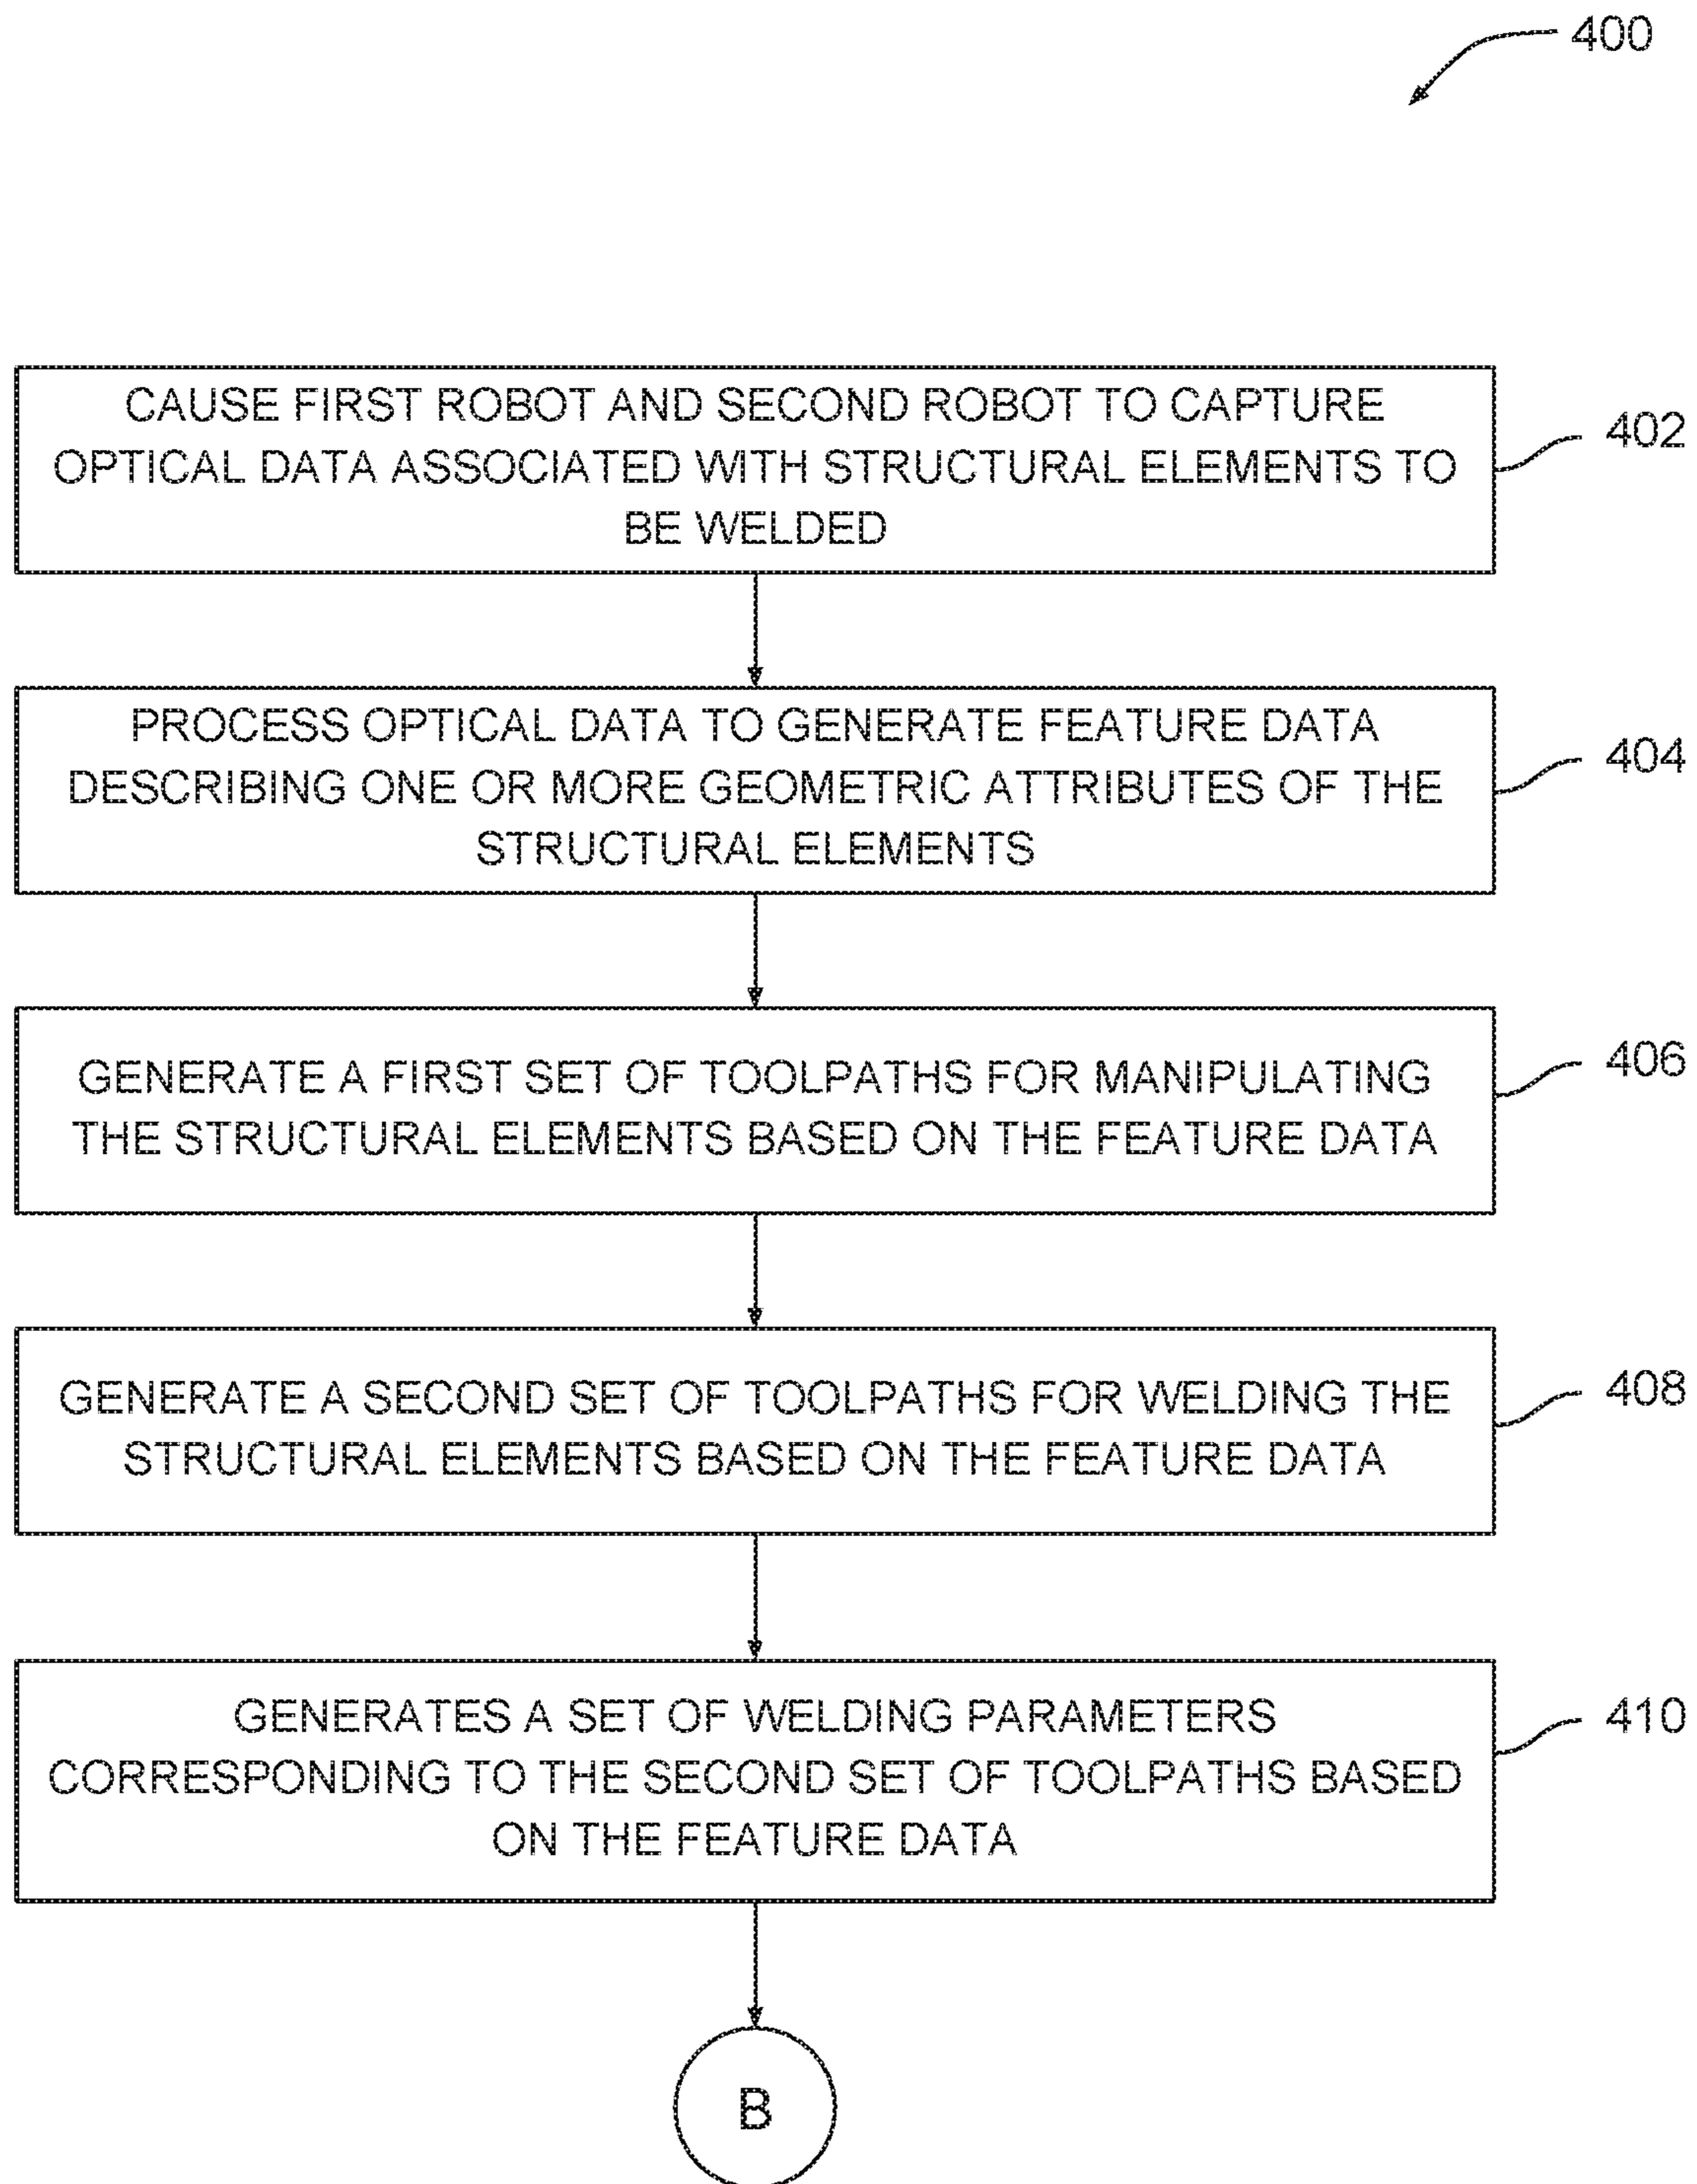 400
CAUSE FIRST ROBOT AND SECOND ROBOT TO CAPTURE
OPTICAL DATA ASSOCIATED WITH STRUCTURAL ELEMENTS TO
BE WELDED
402
PROCESS OPTICAL DATA TO GENERATE FEATURE DATA
DESCRIBING ONE OR MORE GEOMETRIC ATTRIBUTES OF THE
STRUCTURAL ELEMENTS
404
GENERATE A FIRST SET OF TOOLPATHS FOR MANIPULATING
THE STRUCTURAL ELEMENTS BASED ON THE FEATURE DATA
406
GENERATE A SECOND SET OF TOOLPATHS FOR WELDING THE
STRUCTURAL ELEMENTS BASED ON THE FEATURE DATA
408
GENERATES A SET OF WELDING PARAMETERS
CORRESPONDING TO THE SECOND SET OF TOOLPATHS BASED
ON THE FEATURE DATA
410
B